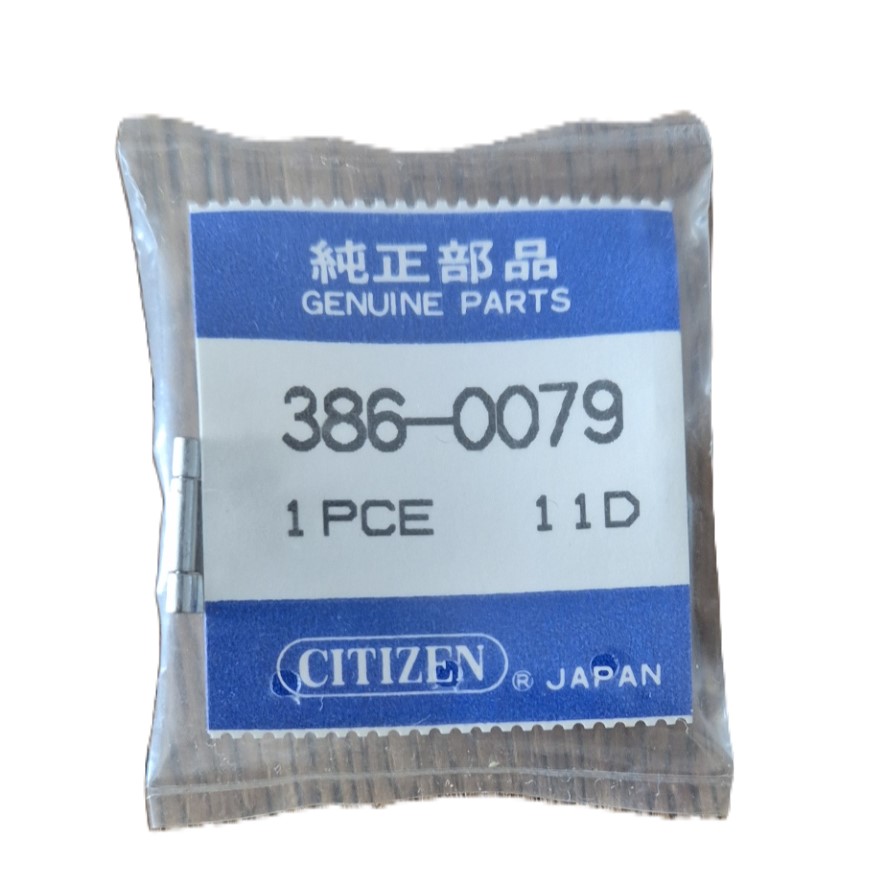 純正部品
GENUINE PARTS
386-0079
1PCE 11D
CITIZEN ® JAPAN